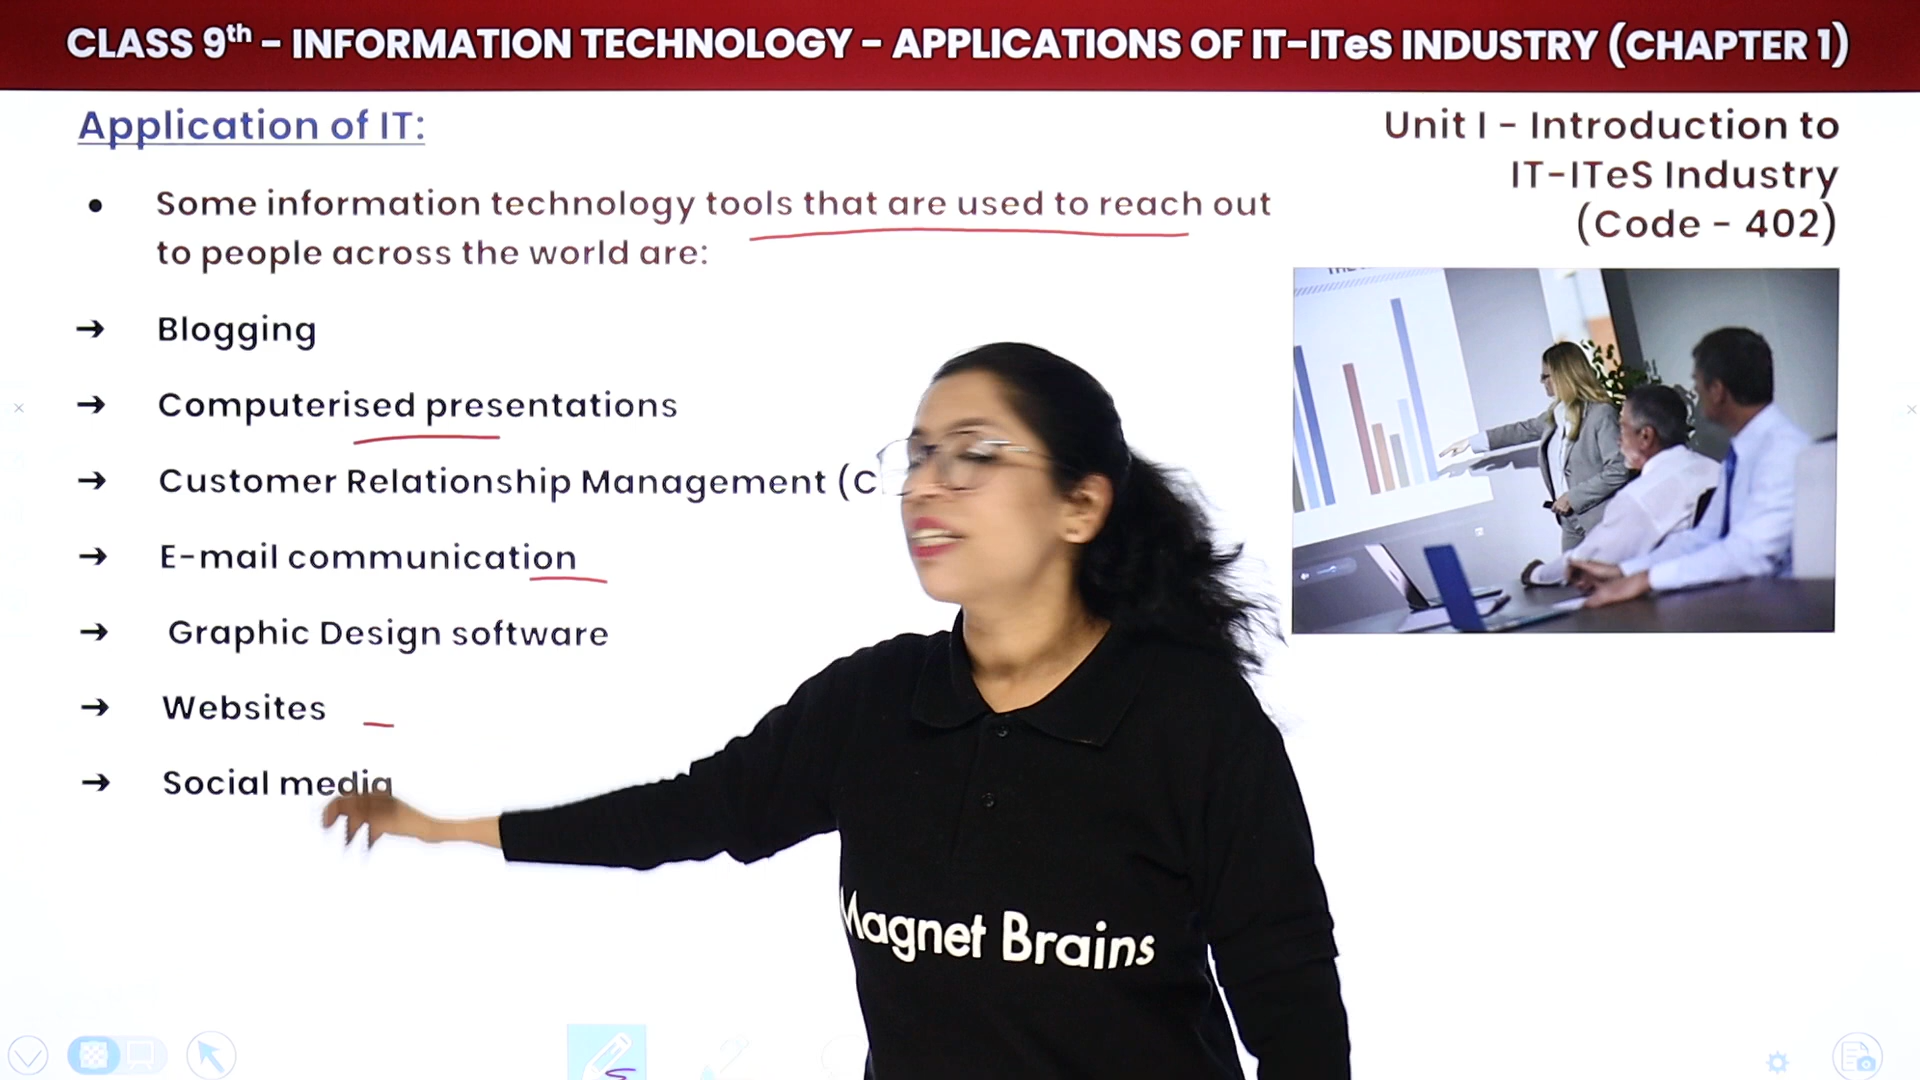 CLASS 9th - INFORMATION TECHNOLOGY - APPLICATIONS OF IT-ITeS INDUSTRY (CHAPTER 1)
Application of IT:
Unit I - Introduction to
IT-ITeS Industry
(Code - 402)
• Some information technology tools that are used to reach out
to people across the world are:
→ Blogging
→ Computerised presentations
→ Customer Relationship Management (C
→ E-mail communication
→ Graphic Design software
→ Websites
→ Social media
Magnet Brains